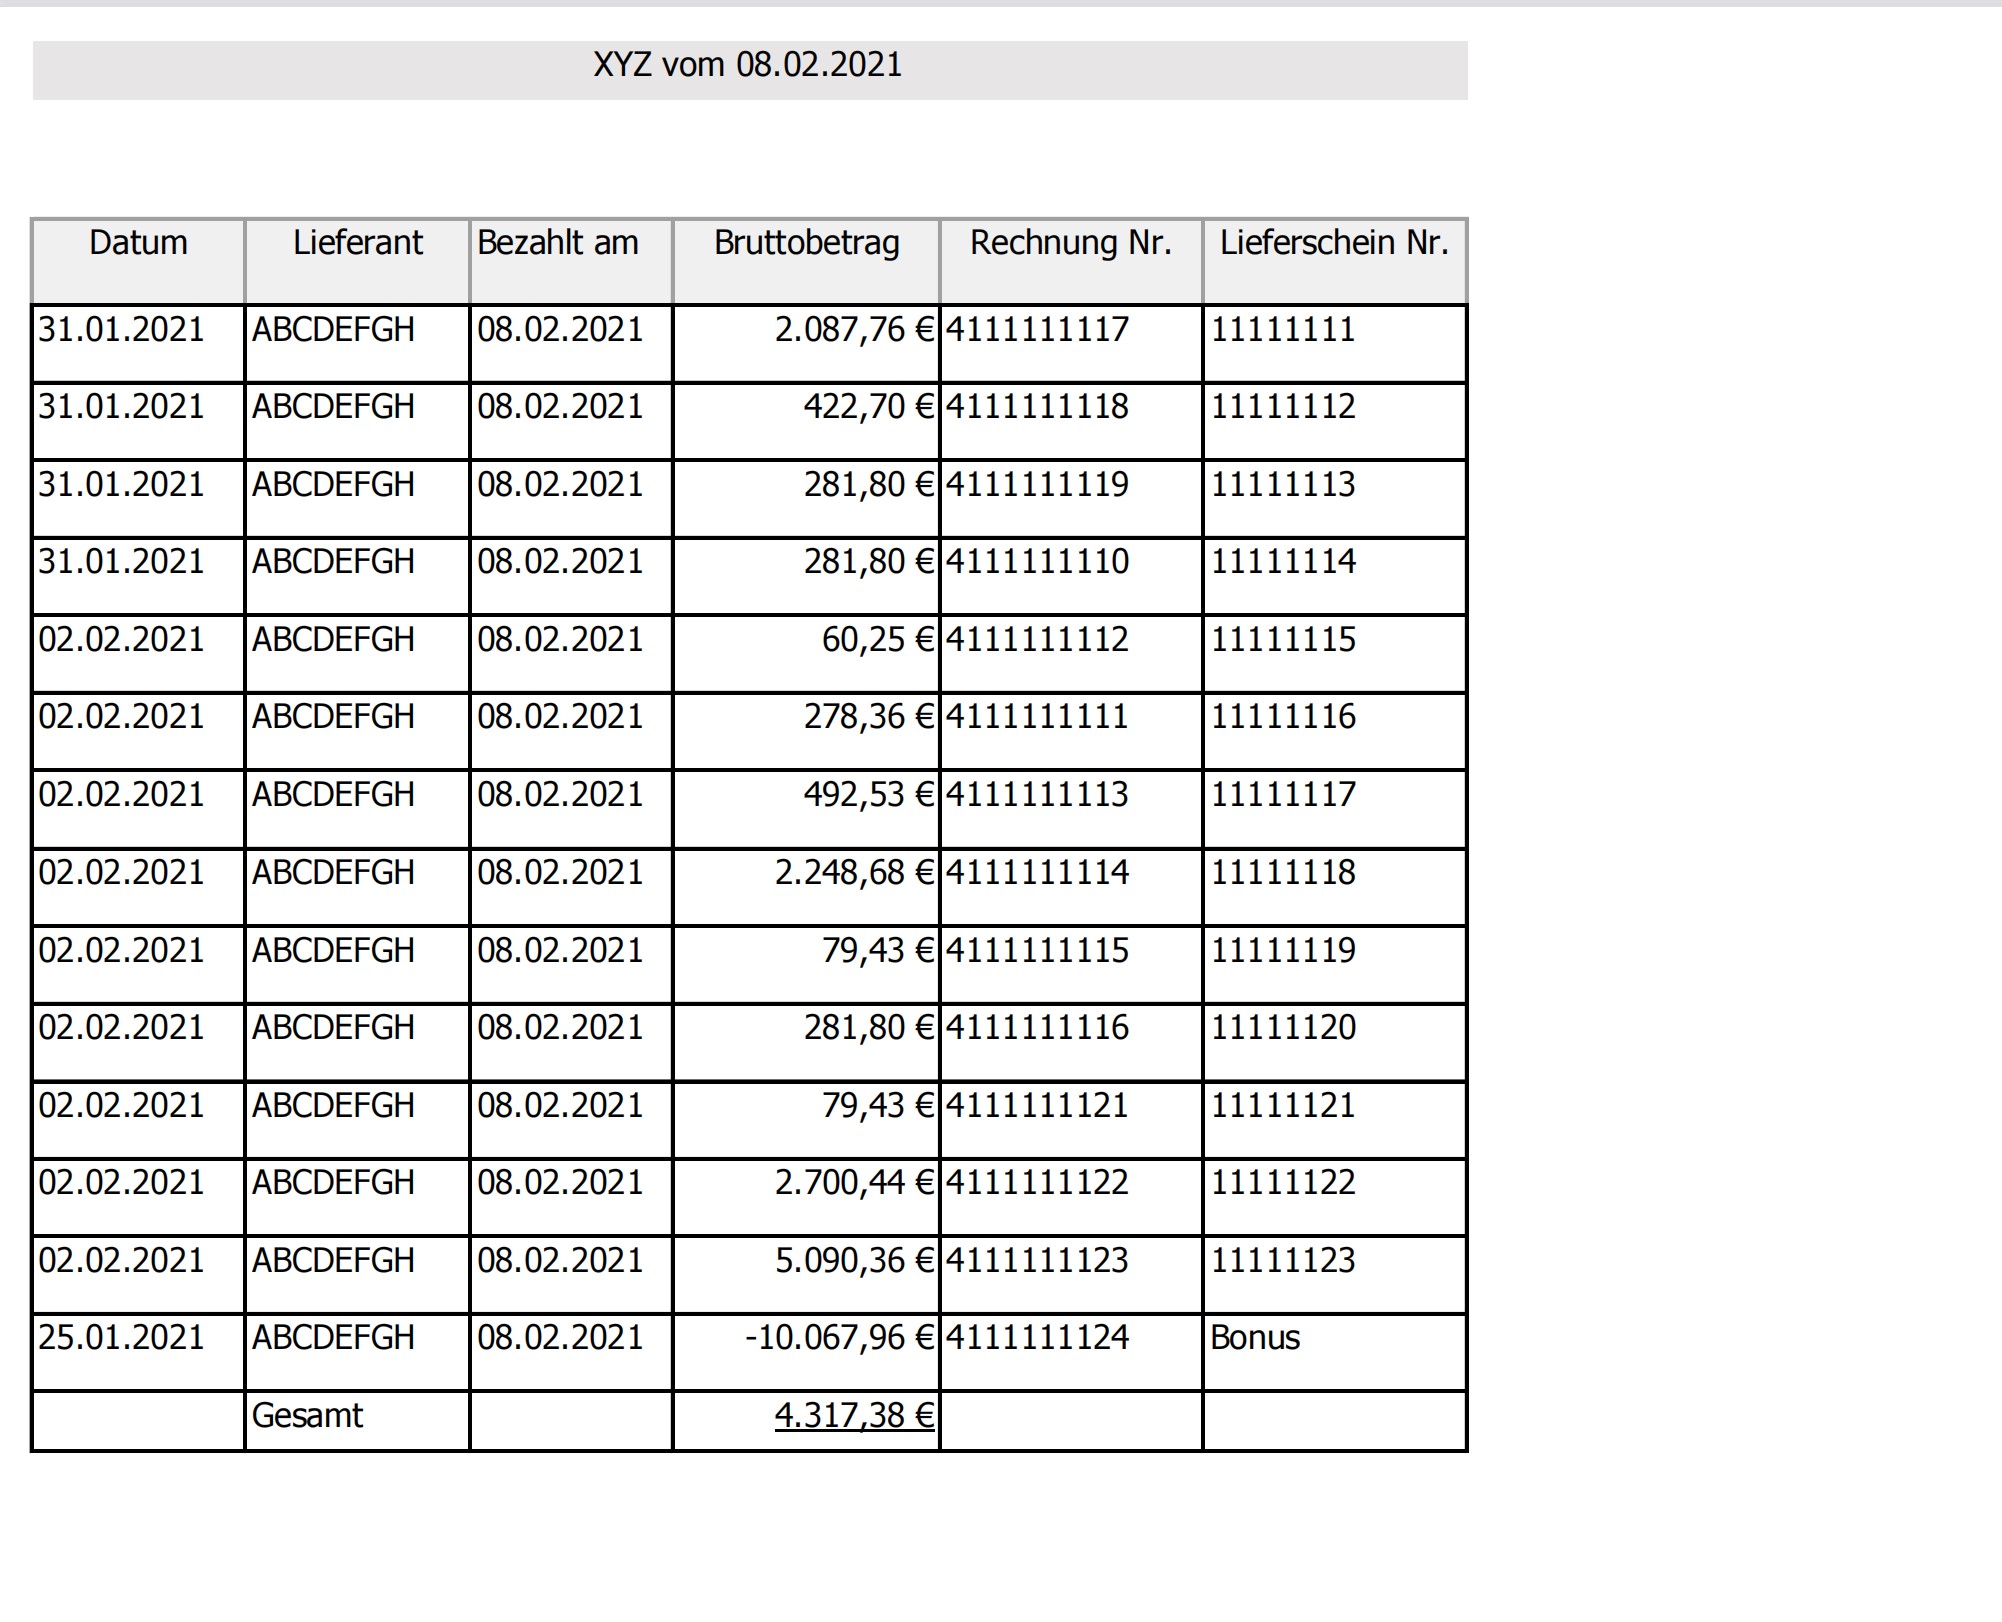 XYZ vom 08.02.2021
Datum Lieferant Bezahlt am Bruttobetrag Rechnung Nr. Lieferschein Nr.
31.01.2021 ABCDEFGH 08.02.2021 2.087,76 € 4111111117 11111111
31.01.2021 ABCDEFGH 08.02.2021 422,70 € 4111111118 11111112
31.01.2021 ABCDEFGH 08.02.2021 281,80 € 4111111119 11111113
31.01.2021 ABCDEFGH 08.02.2021 281,80 € 4111111110 11111114
02.02.2021 ABCDEFGH 08.02.2021 60,25 € 4111111112 11111115
02.02.2021 ABCDEFGH 08.02.2021 278,36 € 4111111111 11111116
02.02.2021 ABCDEFGH 08.02.2021 492,53 € 4111111113 11111117
02.02.2021 ABCDEFGH 08.02.2021 2.248,68 € 4111111114 11111118
02.02.2021 ABCDEFGH 08.02.2021 79,43 € 4111111115 11111119
02.02.2021 ABCDEFGH 08.02.2021 281,80 € 4111111116 11111120
02.02.2021 ABCDEFGH 08.02.2021 79,43 € 4111111121 11111121
02.02.2021 ABCDEFGH 08.02.2021 2.700,44 € 4111111122 11111122
02.02.2021 ABCDEFGH 08.02.2021 5.090,36 € 4111111123 11111123
25.01.2021 ABCDEFGH 08.02.2021 -10.067,96 € 4111111124 Bonus
Gesamt 4.317,38 €